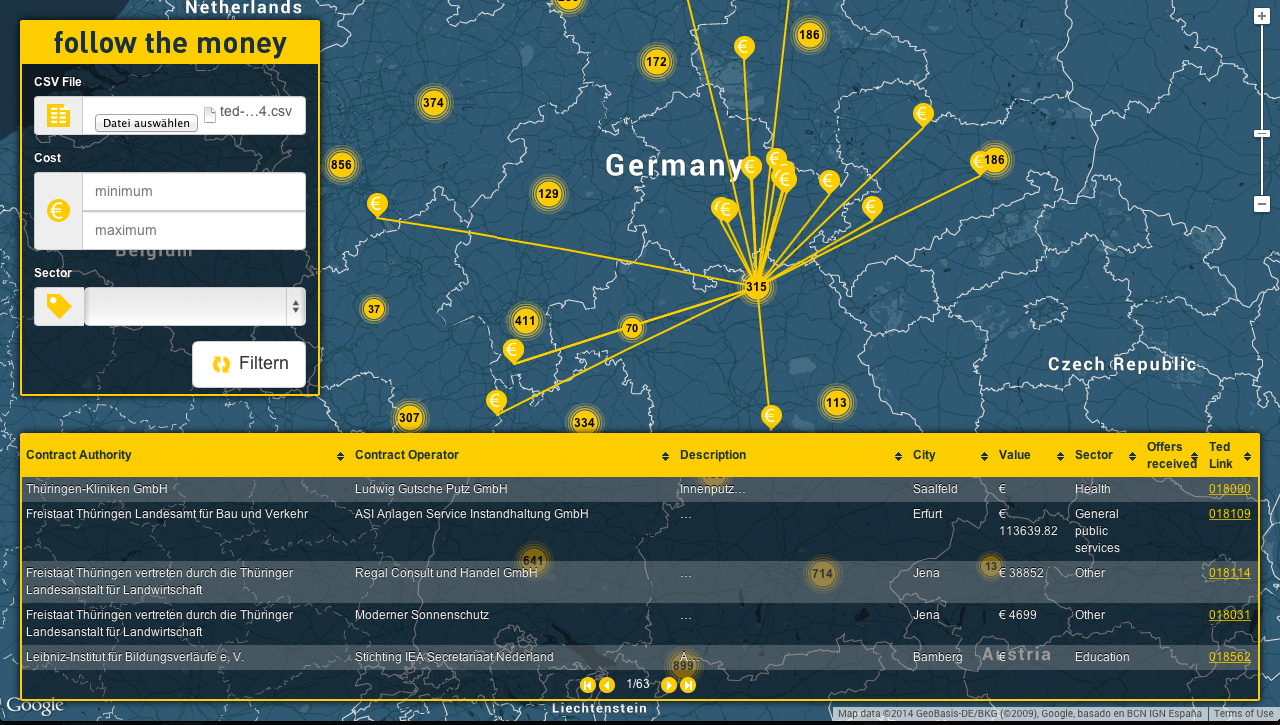 Netherlands
follow the money
CSV File
Datei auswählen
ted-...4.csv
Cost
minimum
maximum
Belgium
Sector
Filtern
186
172
374
856
129
Germany
186
315
37
411
70
307
334
113
Czech Republic
Contract Authority Contract Operator Description City Value Sector Offers received Ted Link
Thüringen-Kliniken GmbH Ludwig Gutsche Putz GmbH Innenputz... Saalfeld € Health 018090
Freistaat Thüringen Landesamt für Bau und Verkehr ASI Anlagen Service Instandhaltung GmbH ... Erfurt € 113639.82 General public services 018109
641
714
13
Freistaat Thüringen vertreten durch die Thüringer Landesanstalt für Landwirtschaft Regal Consult und Handel GmbH ... Jena € 38852 Other 018114
Freistaat Thüringen vertreten durch die Thüringer Landesanstalt für Landwirtschaft Moderner Sonnenschutz ... Jena € 4699 Other 018031
Leibniz-Institut für Bildungsverläufe e. V. Stichting IEA Secretariaat Nederland A... Bamberg € Education 018562
Austria
899
1/63
Google
Liechtenstein
Map data ©2014 GeoBasis-DE/BKG (©2009), Google, basado en BCN IGN España
Terms of Use